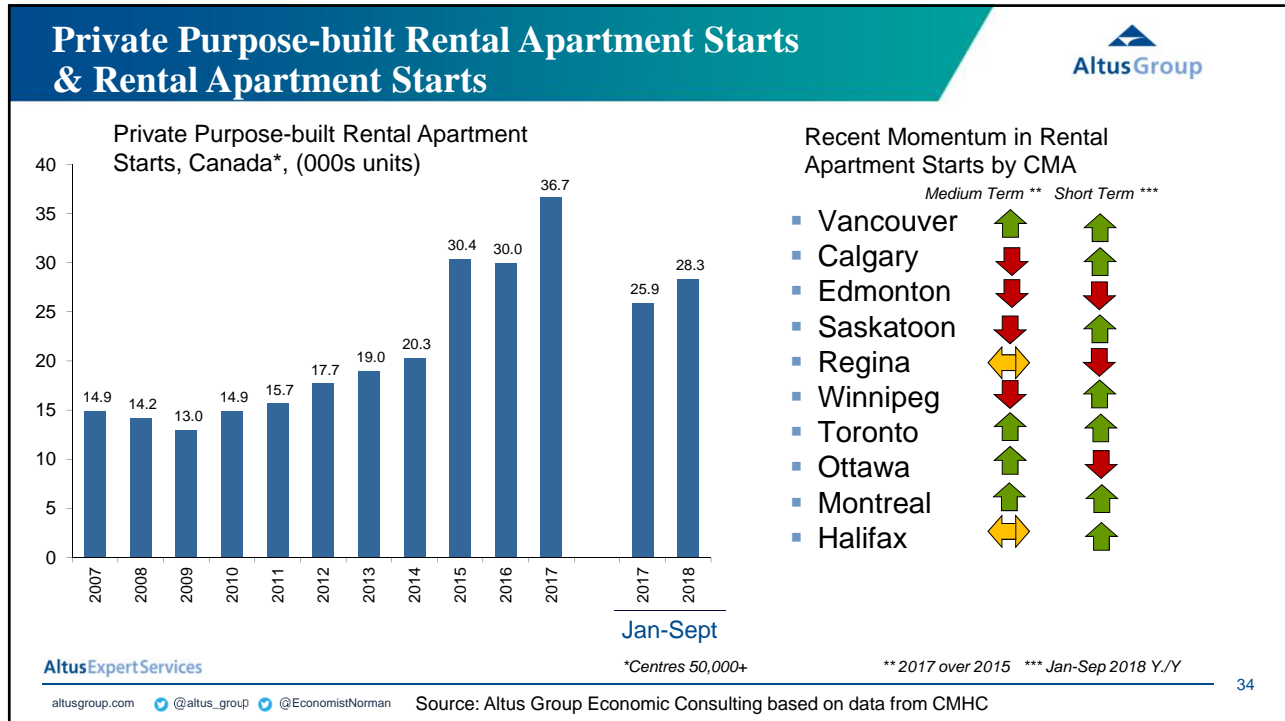 Private Purpose-built Rental Apartment Starts
& Rental Apartment Starts
AltusGroup
Private Purpose-built Rental Apartment
Starts, Canada*, (000s units)
40
35
30
25
20
15
10
5
0
14.9
14.2
13.0
14.9
15.7
17.7
19.0
20.3
30.4
30.0
36.7
25.9
28.3
2007
2008
2009
2010
2011
2012
2013
2014
2015
2016
2017
2017
2018
Jan-Sept
Recent Momentum in Rental
Apartment Starts by CMA
Medium Term ** Short Term ***
Vancouver
Calgary
Edmonton
Saskatoon
Regina
Winnipeg
Toronto
Ottawa
Montreal
Halifax
Altus Expert Services
*Centres 50,000+
** 2017 over 2015 *** Jan-Sep 2018 Y./Y
34
altusgroup.com @altus_group @EconomistNorman Source: Altus Group Economic Consulting based on data from CMHC